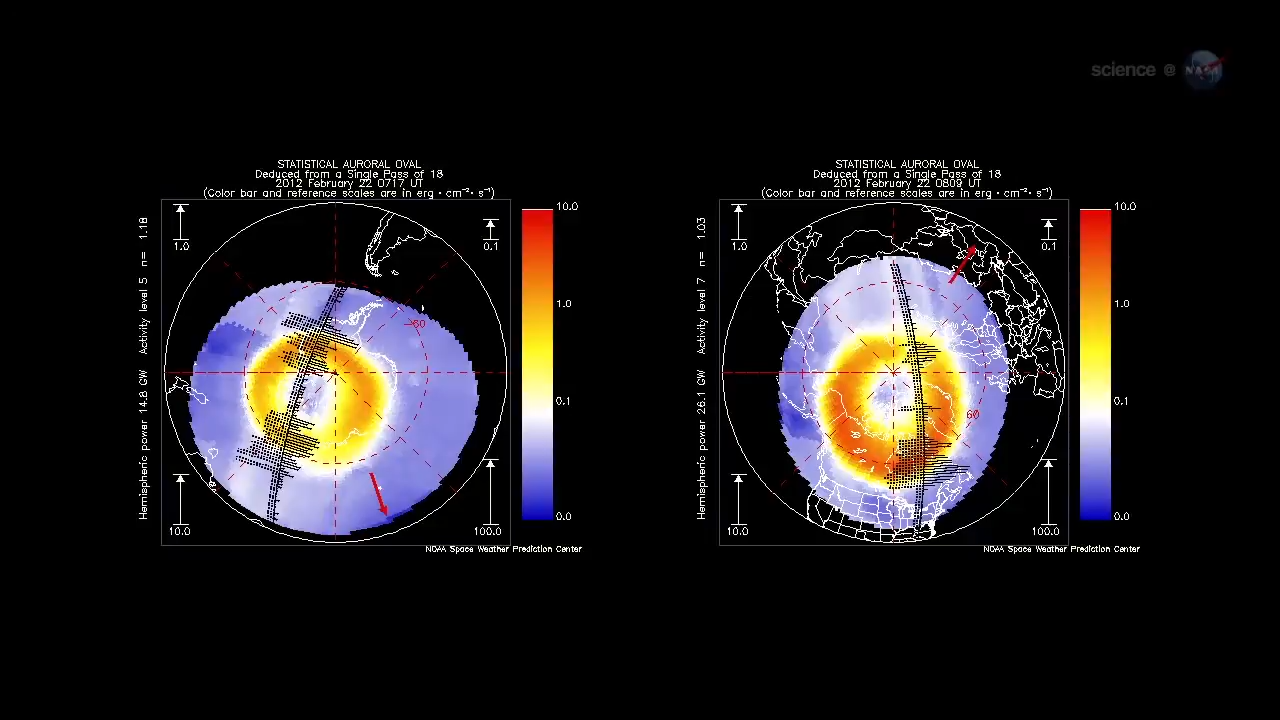 science @ NASA
STATISTICAL AURORAL OVAL
Deduced from a Single Pass of 18
2012 February 22 0717 UT
(Color bar and reference scales are in erg · cm⁻²· s⁻¹)
Hemispheric power 14.8 GW Activity level 5 n= 1.18
1.0
0.1
-60
10.0
100.0
10.0
1.0
0.1
0.0
NOAA Space Weather Prediction Center
STATISTICAL AURORAL OVAL
Deduced from a Single Pass of 18
2012 February 22 0809 UT
(Color bar and reference scales are in erg · cm⁻²· s⁻¹)
Hemispheric power 26.1 GW Activity level 7 n= 1.03
1.0
0.1
60
10.0
100.0
10.0
1.0
0.1
0.0
NOAA Space Weather Prediction Center